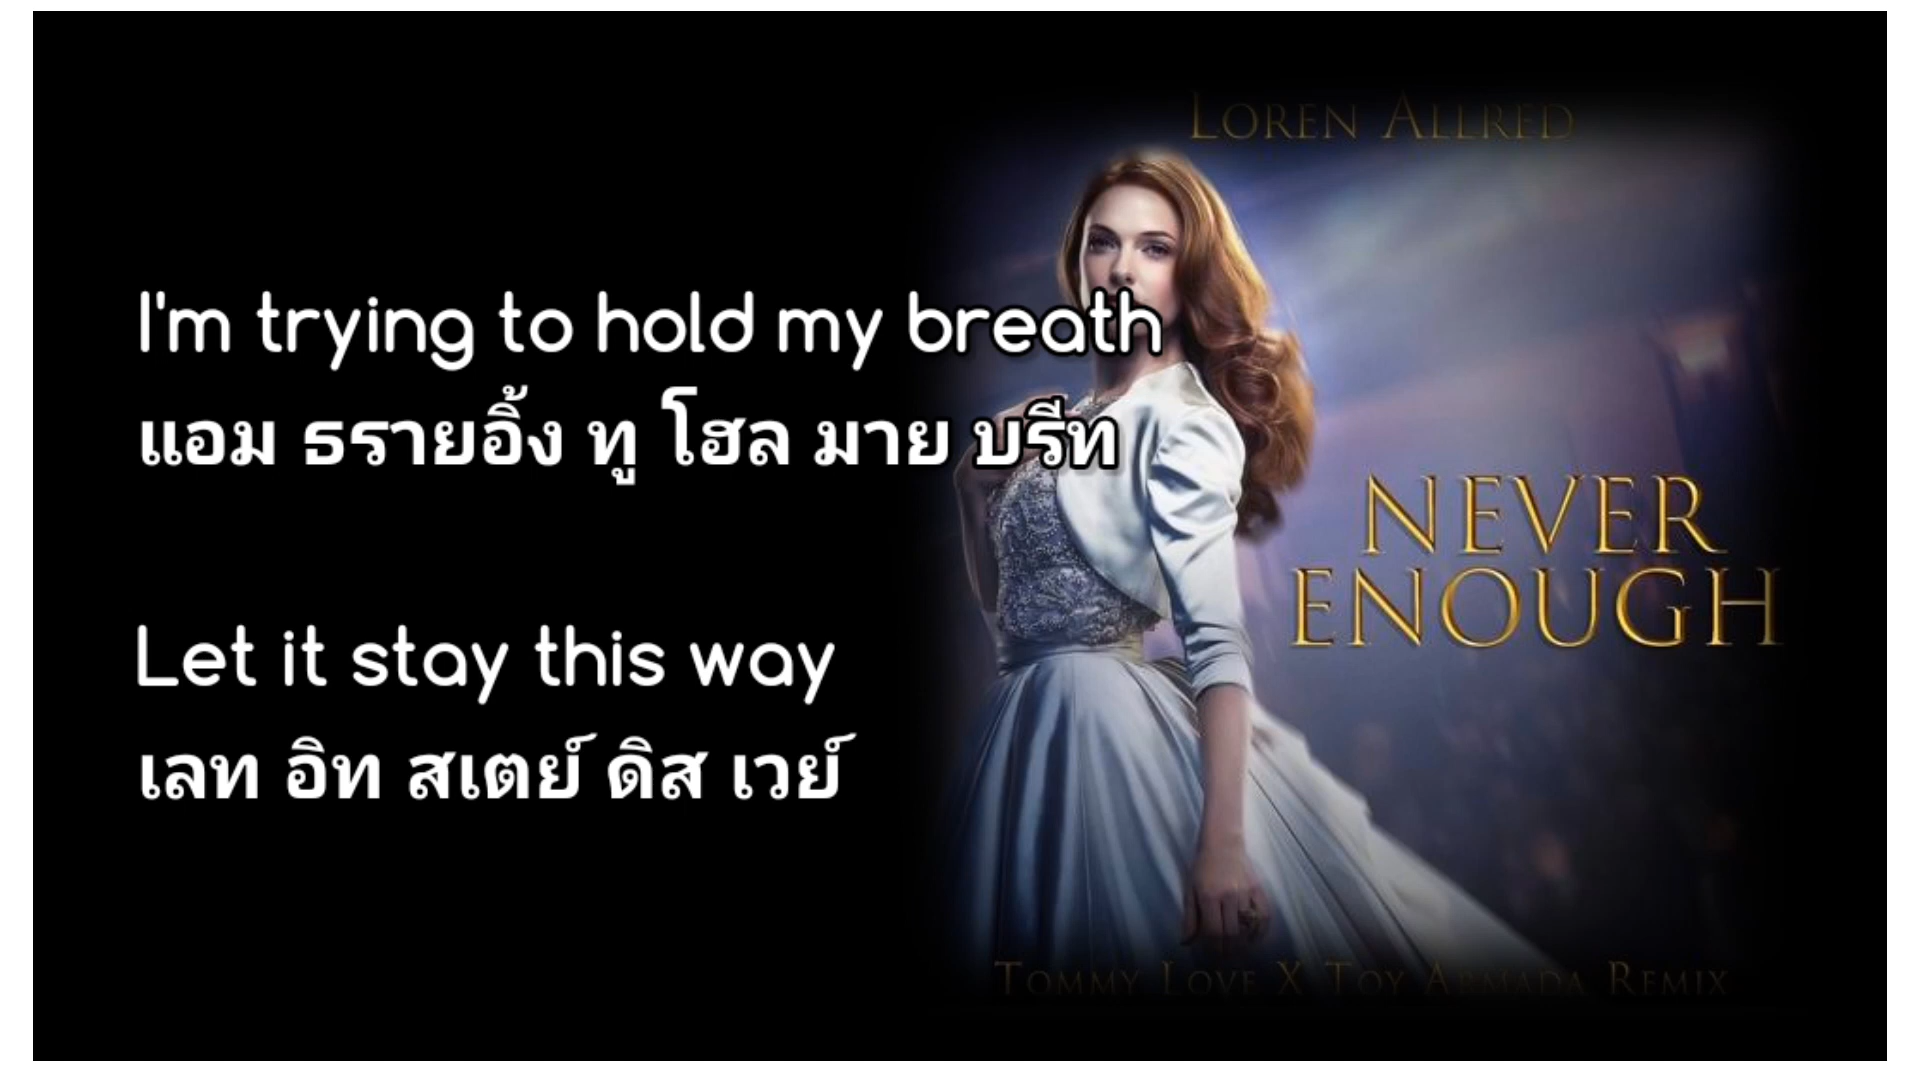 LOREN ALLRED
I'm trying to hold my breath
แอม ธรายอิ้ง ทู โฮล มาย บรีท
NEVER
ENOUGH
Let it stay this way
เลท อิท สเตย์ ดิส เวย์
TOMMY LOVE X TOY ARMADA REMIX